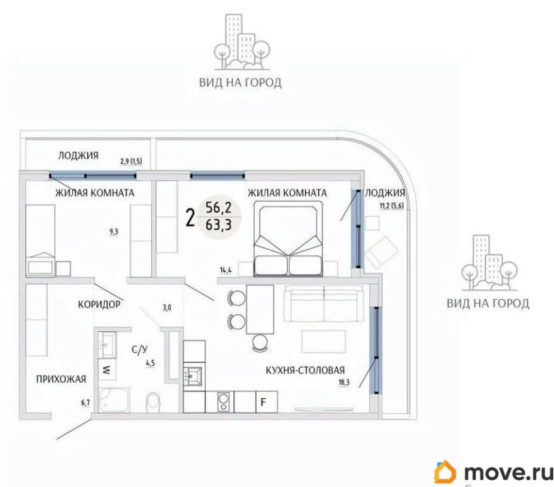 ВИД НА ГОРОД
ЛОДЖИЯ
2,9 (1,5)
ЖИЛАЯ КОМНАТА
9,3
2
56,2
63,3
ЖИЛАЯ КОМНАТА
14,4
ЛОДЖИЯ
11,2 (5,6)
ВИД НА ГОРОД
КОРИДОР
3,0
С/У
4,5
W
ПРИХОЖАЯ
6,7
КУХНЯ-СТОЛОВАЯ
18,3
F
move.ru